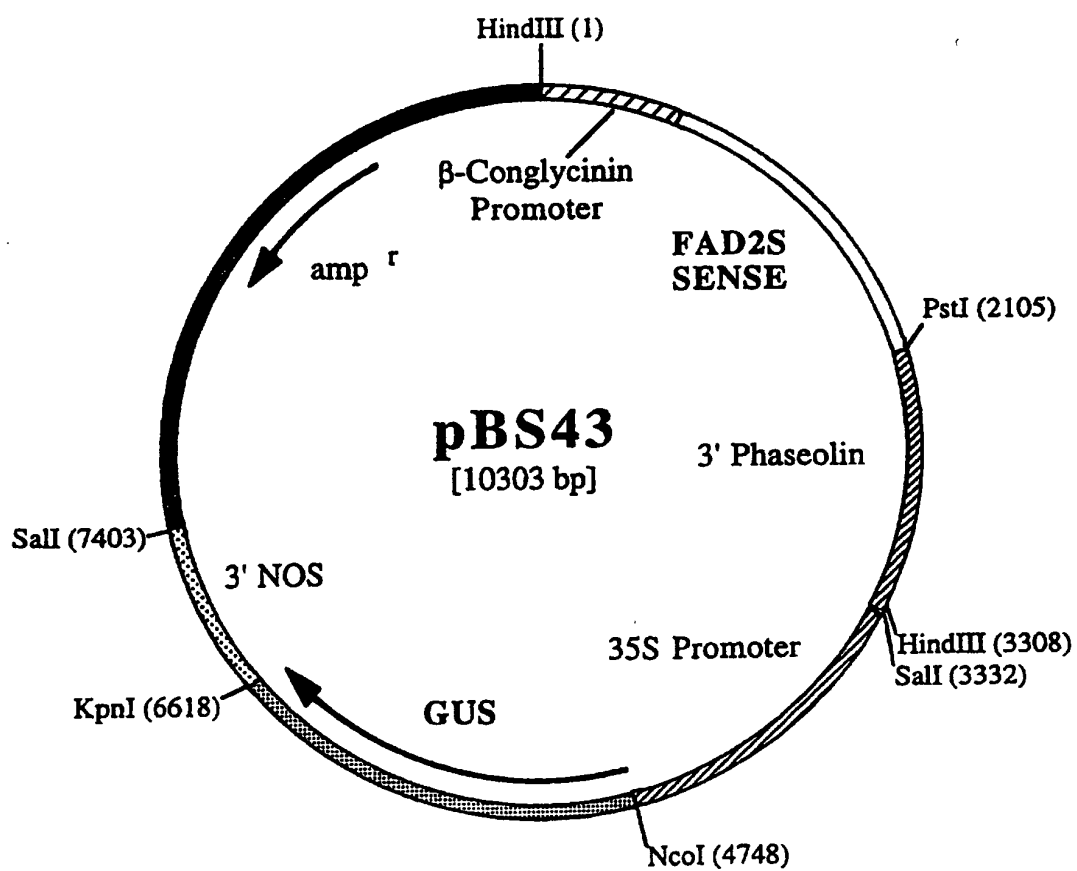 HindIII (1)
β-Conglycinin
Promoter
amp r
FAD2S
SENSE
PstI (2105)
pBS43
[10303 bp]
3' Phaseolin
SalI (7403)
3' NOS
35S Promoter
HindIII (3308)
SalI (3332)
KpnI (6618)
GUS
NcoI (4748)